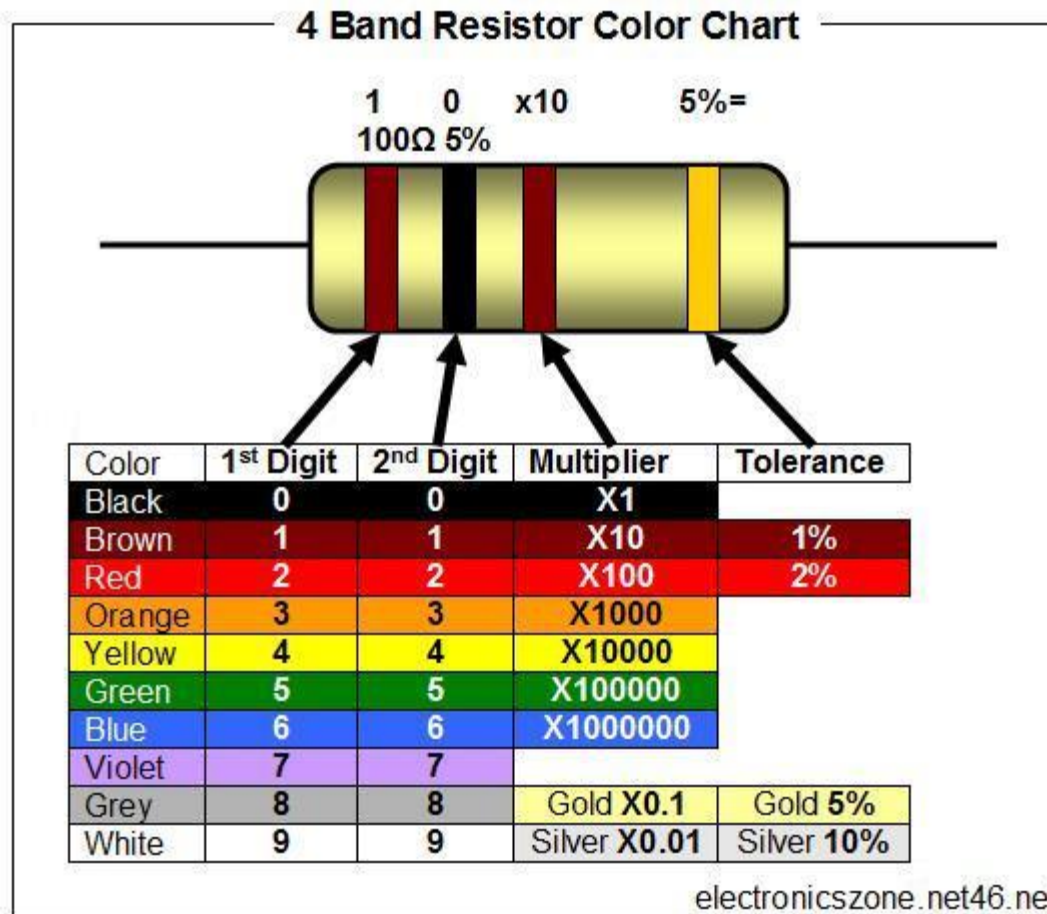 4 Band Resistor Color Chart
1 0 x10 5%=
100Ω 5%
Color 1st Digit 2nd Digit Multiplier Tolerance
Black 0 0 X1
Brown 1 1 X10 1%
Red 2 2 X100 2%
Orange 3 3 X1000
Yellow 4 4 X10000
Green 5 5 X100000
Blue 6 6 X1000000
Violet 7 7
Grey 8 8 Gold X0.1 Gold 5%
White 9 9 Silver X0.01 Silver 10%
electronicszone.net46.ne